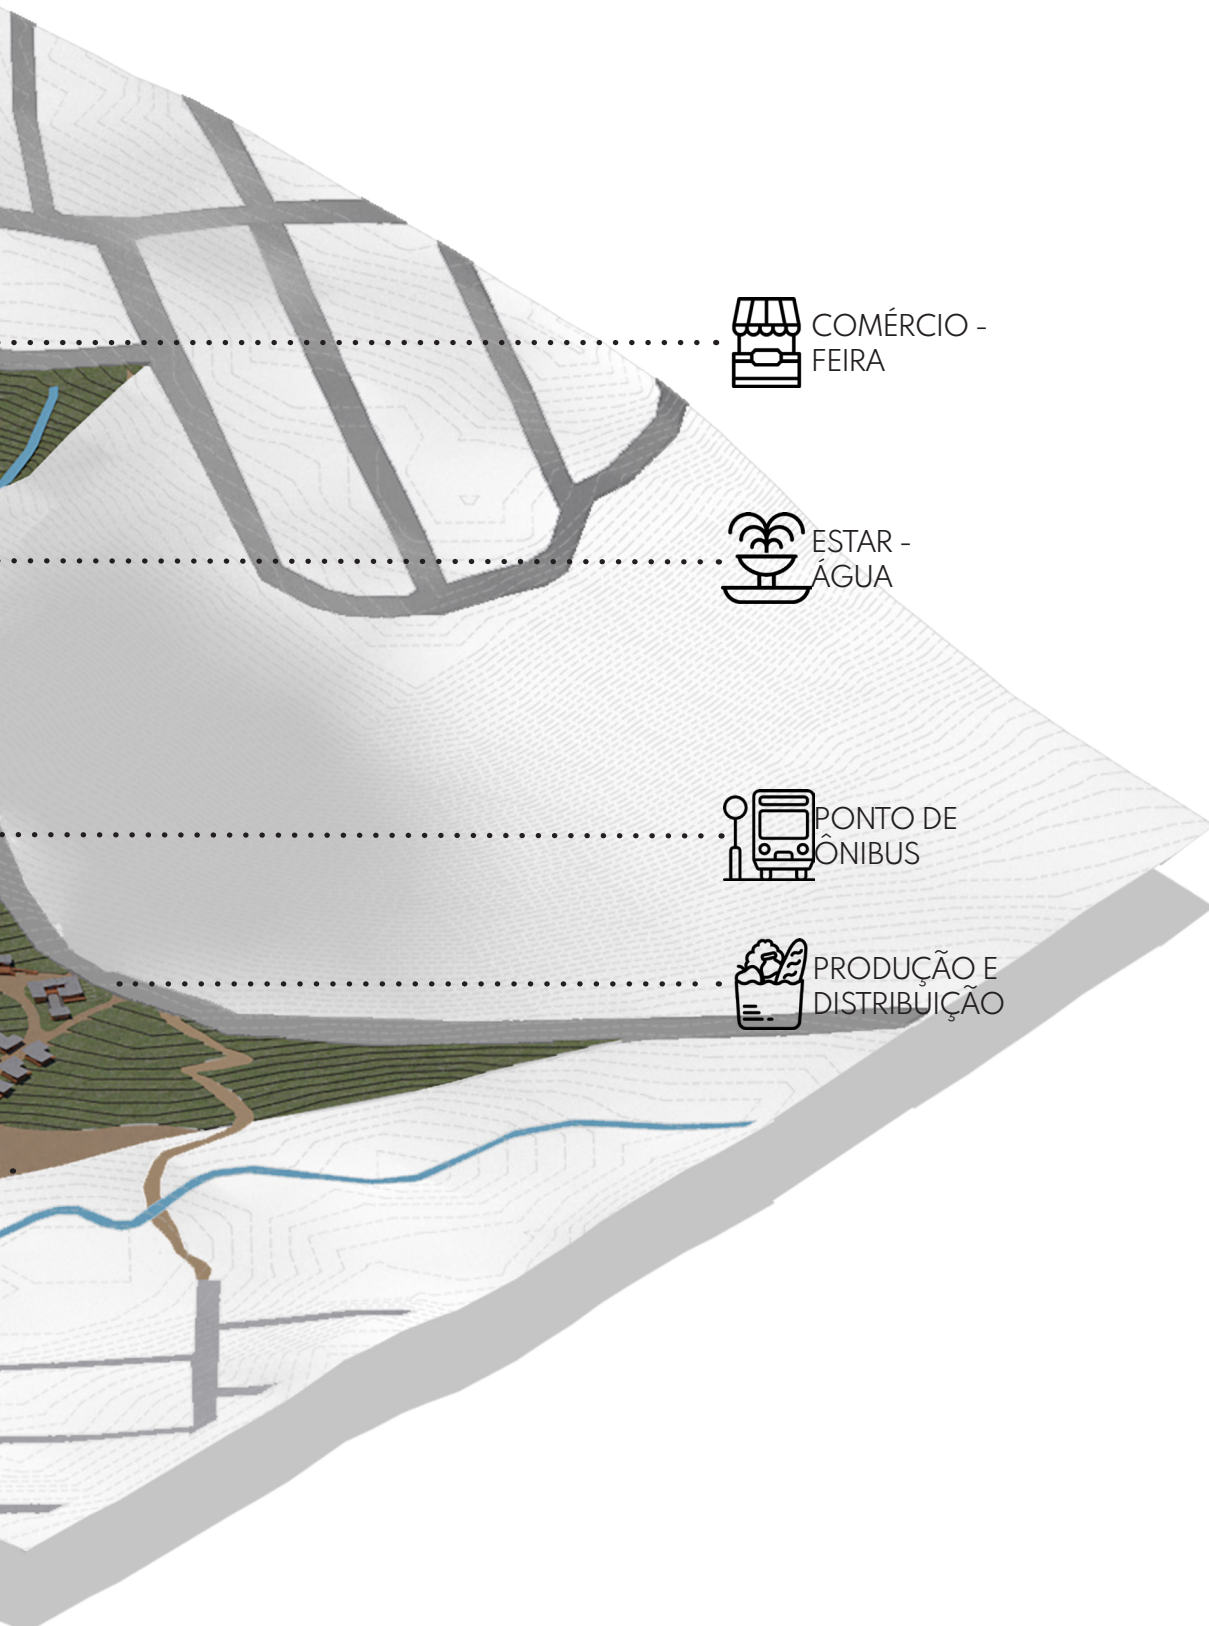 COMÉRCIO -
FEIRA
ESTAR -
ÁGUA
PONTO DE
ÔNIBUS
PRODUÇÃO E
DISTRIBUIÇÃO